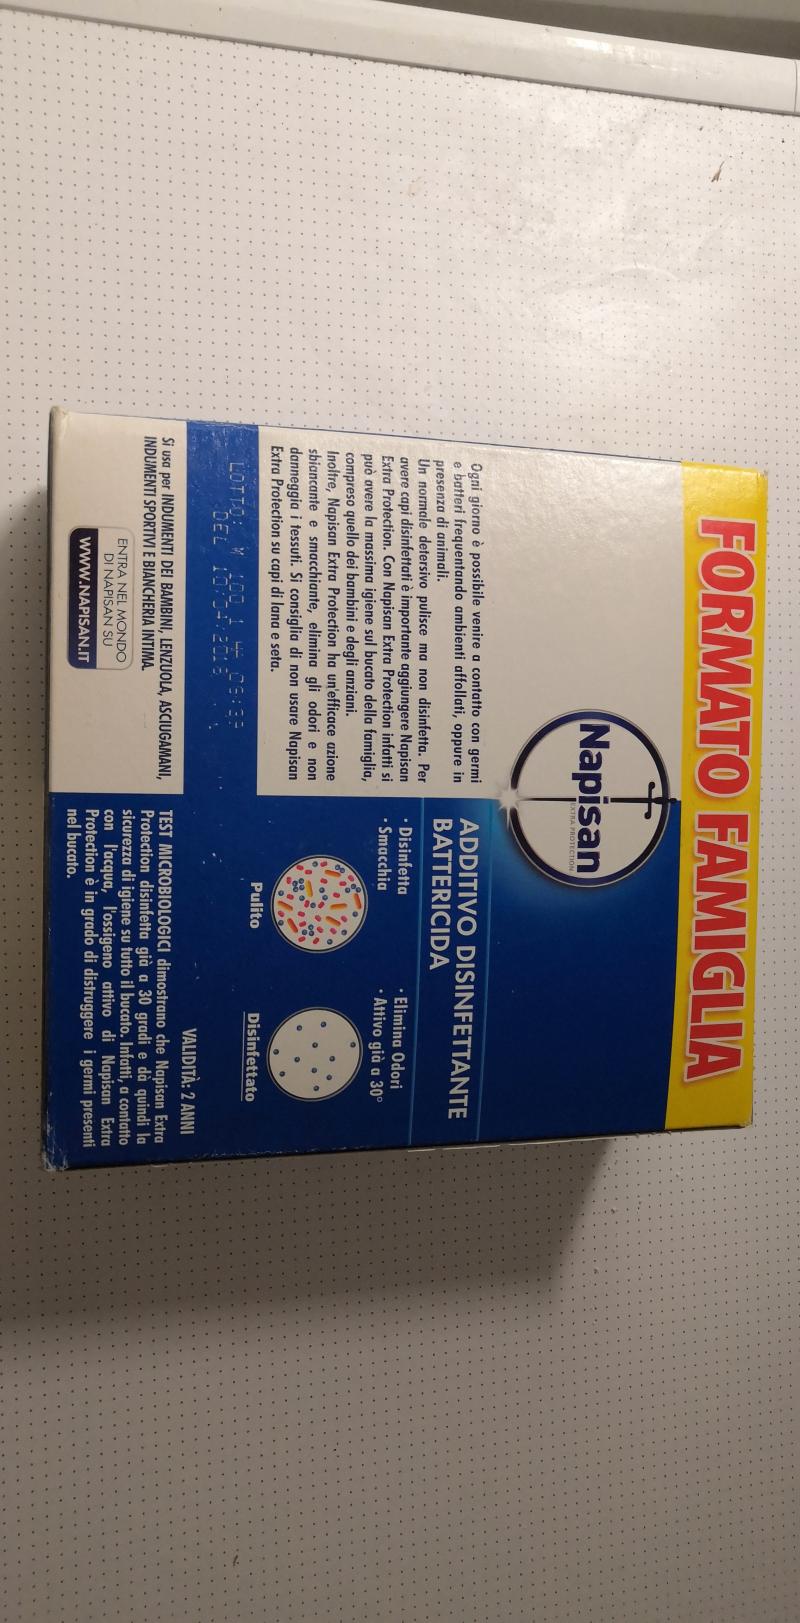 FORMATO FAMIGLIA
Napisan
EXTRA PROTECTION
Ogni giorno è possibile venire a contatto con germi
e batteri frequentando ambienti affollati, oppure in
presenza di animali.
Un normale detersivo pulisce ma non disinfetta. Per
avere capi disinfettati è importante aggiungere Napisan
Extra Protection. Con Napisan Extra Protection infatti si
può avere la massima igiene sul bucato della famiglia,
compreso quello dei bambini e degli anziani.
Inoltre, Napisan Extra Protection ha un'efficace azione
sbiancante e smacchiante, elimina gli odori e non
danneggia i tessuti. Si consiglia di non usare Napisan
Extra Protection su capi di lana e seta.
LOTTO:
DEL 10/04/2018
Si usa per INDUMENTI DEI BAMBINI, LENZUOLA, ASCIUGAMANI,
INDUMENTI SPORTIVI E BIANCHERIA INTIMA.
ENTRA NEL MONDO
DI NAPISAN SU
WWW.NAPISAN.IT
ADDITIVO DISINFETTANTE
BATTERICIDA
· Disinfetta
· Smacchia
· Elimina Odori
· Attivo già a 30°
Pulito
Disinfettato
VALIDITÀ: 2 ANNI
TEST MICROBIOLOGICI dimostrano che Napisan Extra
Protection disinfetta già a 30 gradi e dà quindi la
sicurezza di igiene su tutto il bucato. Infatti, a contatto
con l'acqua, l'ossigeno attivo di Napisan Extra
Protection è in grado di distruggere i germi presenti
nel bucato.